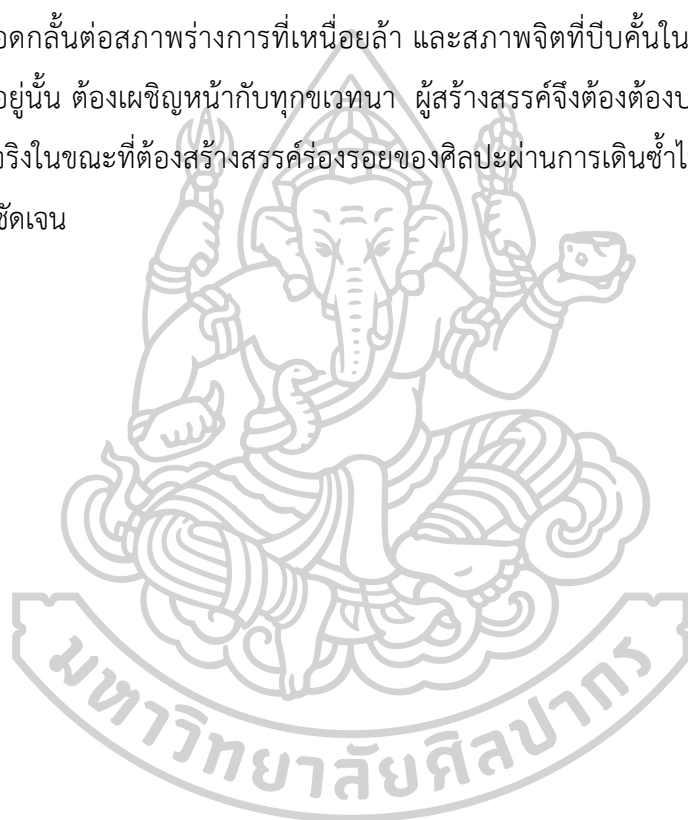 อดกลั้นต่อสภาพร่างการที่เหนื่อยล้า และสภาพจิตที่บีบคั้นใน
อยู่นั้น ต้องเผชิญหน้ากับทุกขเวทนา ผู้สร้างสรรค์จึงต้องต้อง
จริงในขณะที่ต้องสร้างสรรค์ร่องรอยของศิลปะผ่านการเดินซ้ำ
ชัดเจน
มหาวิทยาลัยศิลปากร